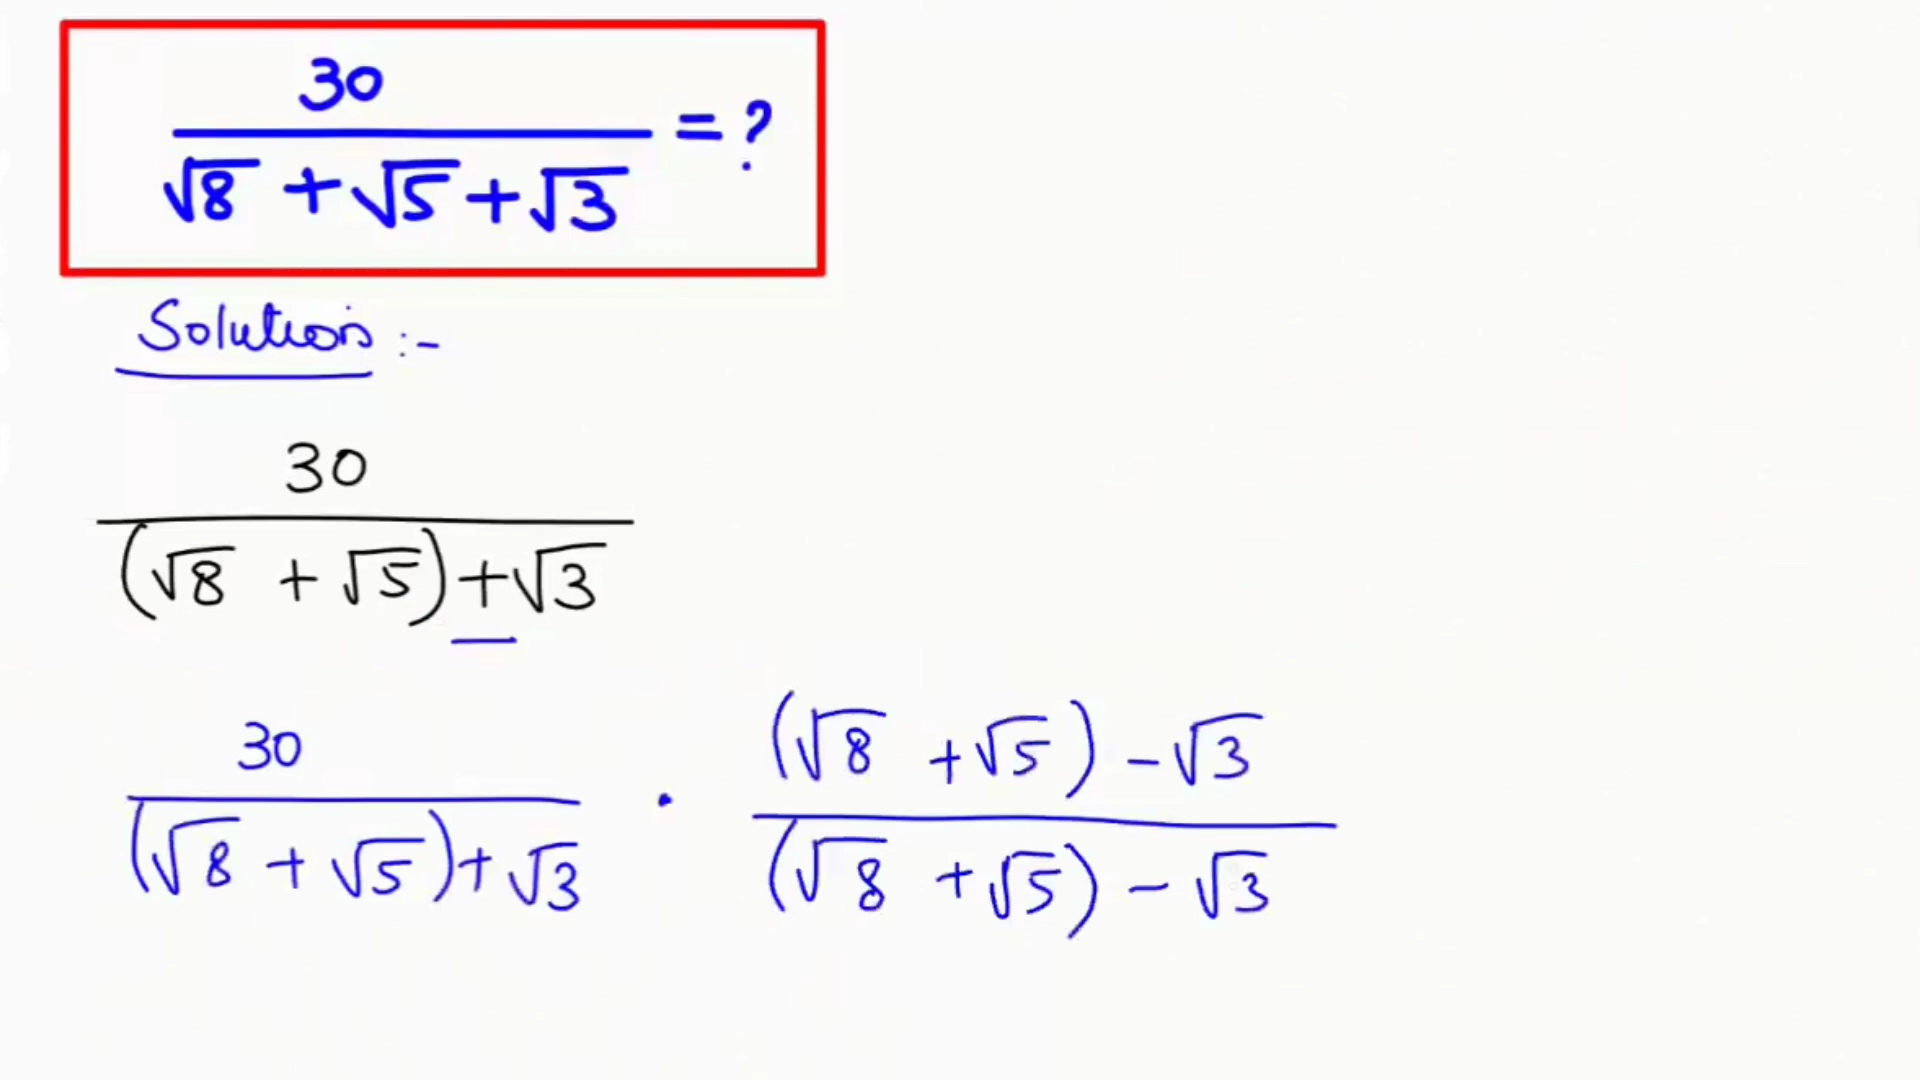 30
√8 + √5 + √3 = ?
Solution :-
30
(√8 + √5) + √3
30 · (√8 + √5) - √3
(√8 + √5) + √3 (√8 + √5) - √3